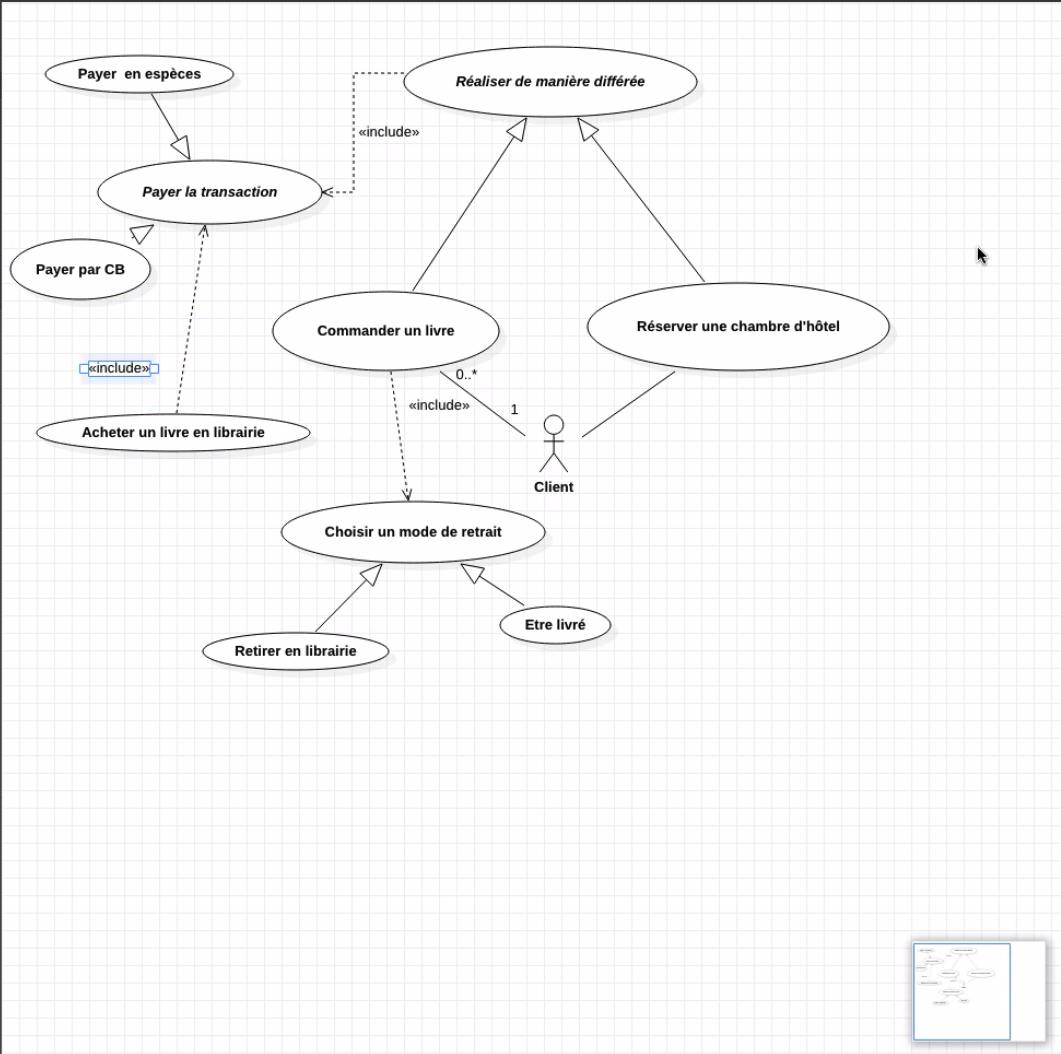 Payer  en espèces
Réaliser de manière différée
«include»
Payer la transaction
Payer par CB
Commander un livre
Réserver une chambre d'hôtel
«include»
0..*
«include»
1
Acheter un livre en librairie
Client
Choisir un mode de retrait
Etre livré
Retirer en librairie